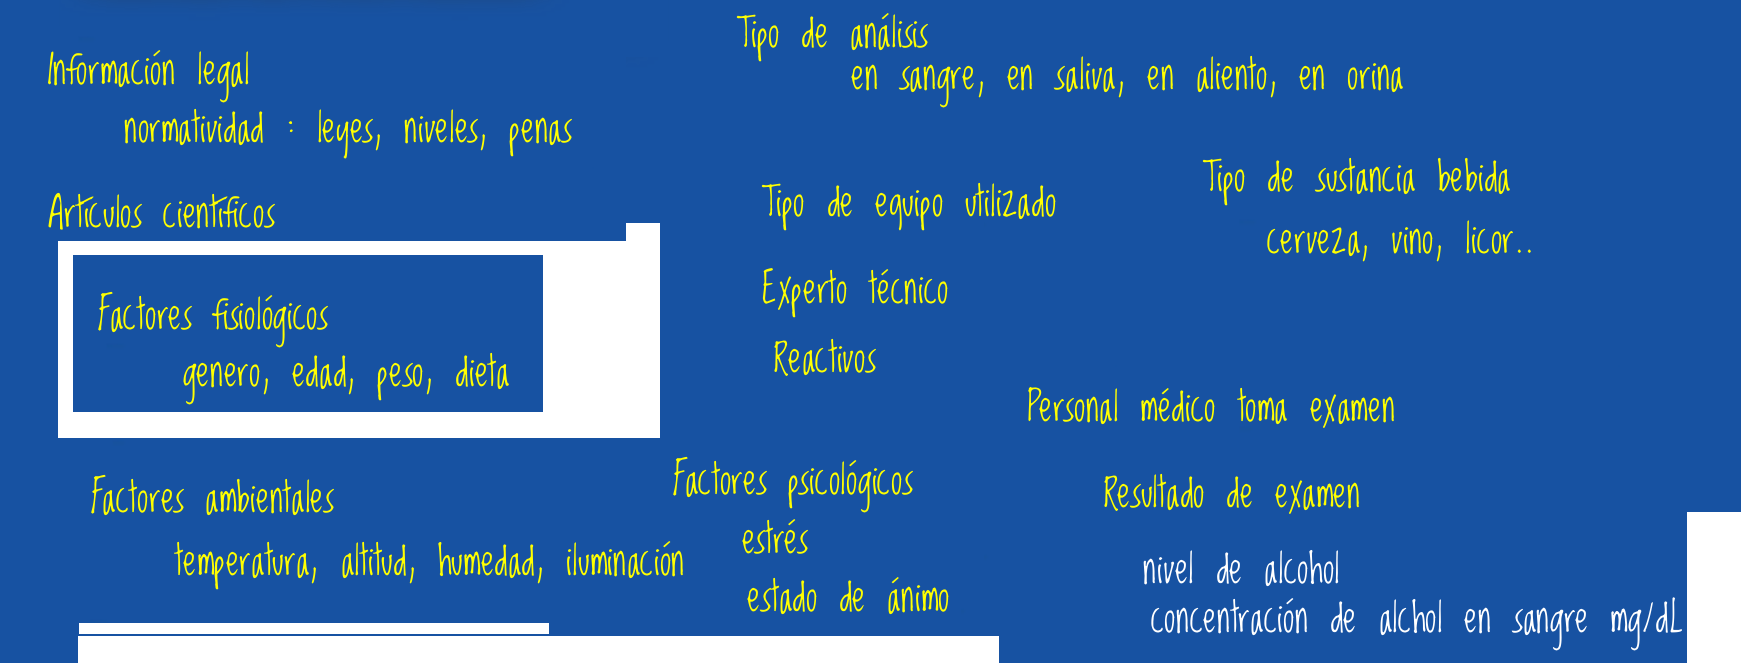 Información legal
normatividad : leyes, niveles, penas
Artículos científicos
Factores fisiológicos
genero, edad, peso, dieta
Factores ambientales
temperatura, altitud, humedad, iluminación
Tipo de análisis
en sangre, en saliva, en aliento, en orina
Tipo de equipo utilizado
Experto técnico
Reactivos
Factores psicológicos
estrés
estado de ánimo
Tipo de sustancia bebida
cerveza, vino, licor..
Personal médico toma examen
Resultado de examen
nivel de alcohol
concentración de alchol en sangre mg/dL